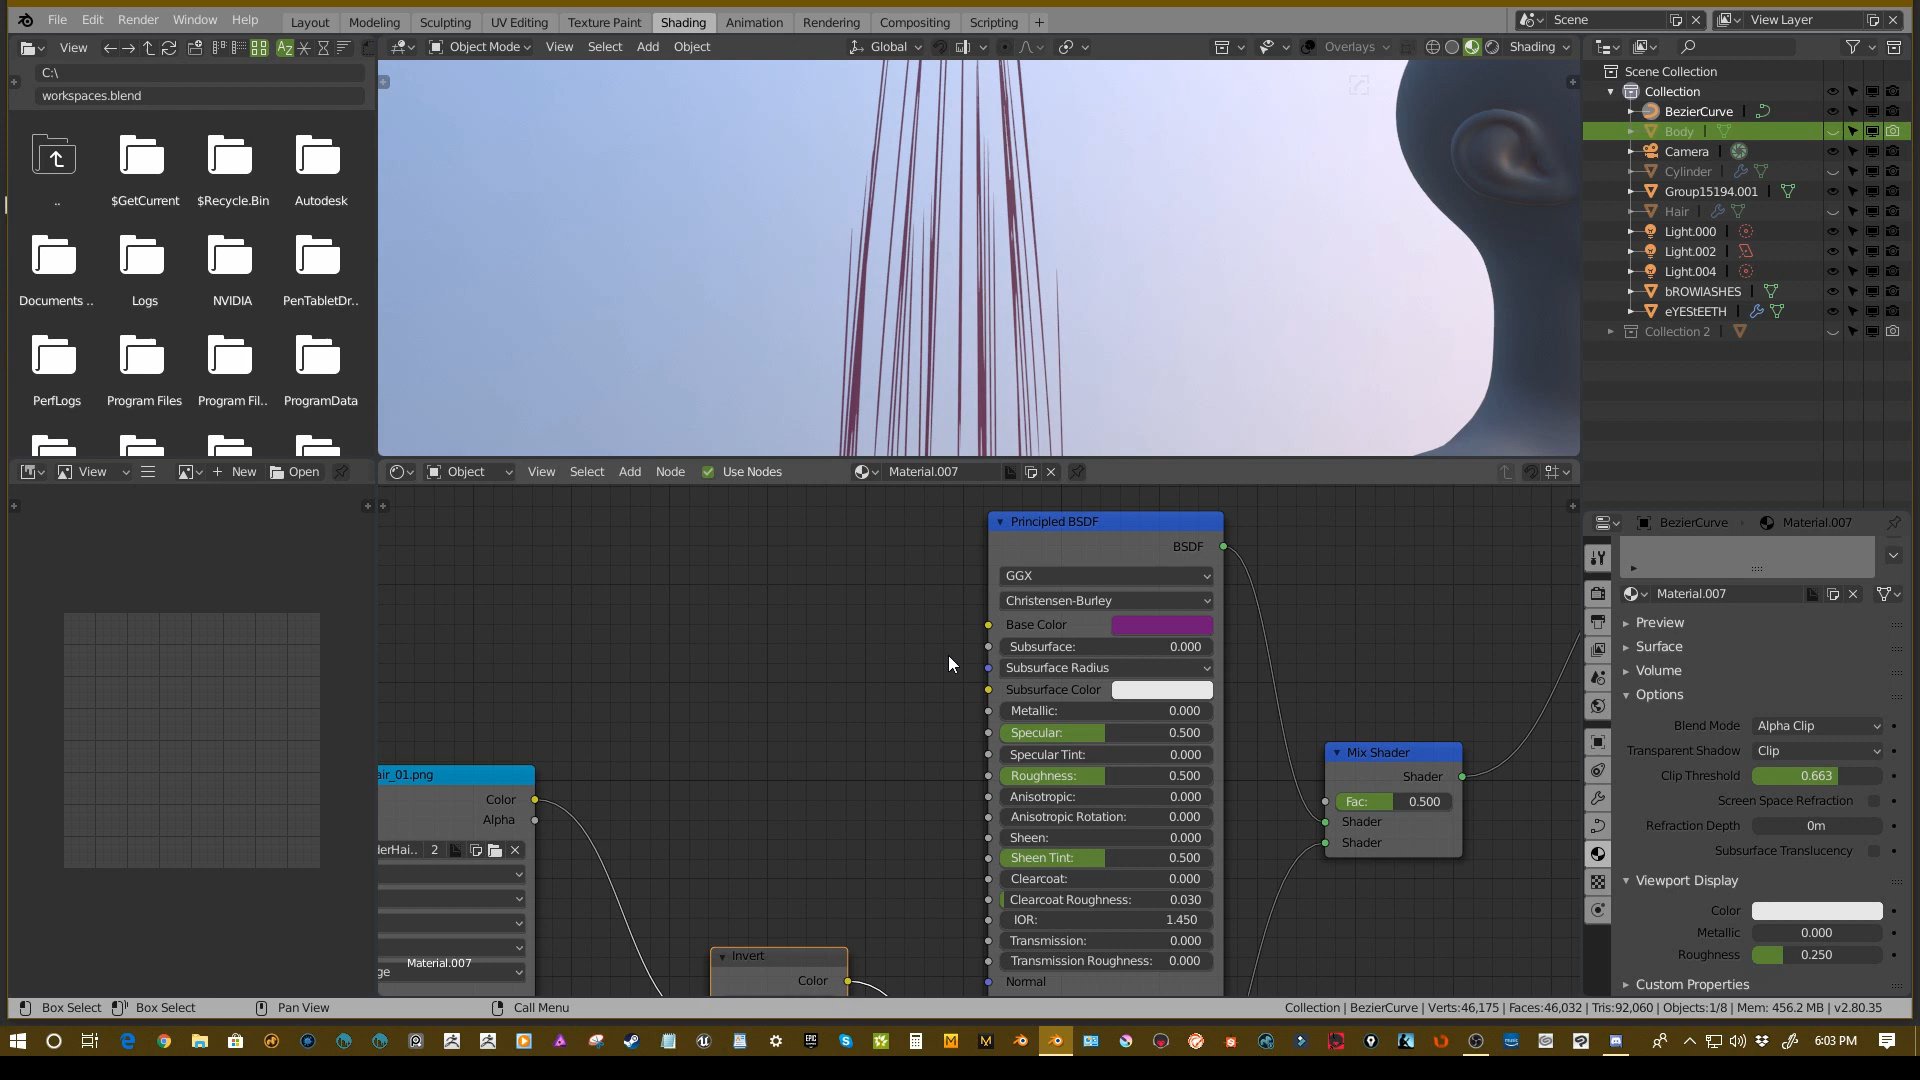 File Edit Render Window Help
Layout Modeling Sculpting UV Editing Texture Paint Shading Animation Rendering Compositing Scripting +
Scene
View Layer
View
Object Mode View Select Add Object
Global
Overlays
Shading
C:\
workspaces.blend
..
$GetCurrent
$Recycle.Bin
Autodesk
Documents ..
Logs
NVIDIA
PenTabletDr..
PerfLogs
Program Files
Program Fil..
ProgramData
Scene Collection
Collection
BezierCurve
Body
Camera
Cylinder
Group15194.001
Hair
Light.000
Light.002
Light.004
bROWlASHES
eYEStEETH
Collection 2
View
New
Open
Object View Select Add Node Use Nodes
Material.007
air_01.png
Color
Alpha
lerHai..
2
ge
Material.007
Invert
Color
Principled BSDF
BSDF
GGX
Christensen-Burley
Base Color
Subsurface: 0.000
Subsurface Radius
Subsurface Color
Metallic: 0.000
Specular: 0.500
Specular Tint: 0.000
Roughness: 0.500
Anisotropic: 0.000
Anisotropic Rotation: 0.000
Sheen: 0.000
Sheen Tint: 0.500
Clearcoat: 0.000
Clearcoat Roughness: 0.030
IOR: 1.450
Transmission: 0.000
Transmission Roughness: 0.000
Normal
Mix Shader
Shader
Fac: 0.500
Shader
Shader
BezierCurve Material.007
Material.007
Preview
Surface
Volume
Options
Blend Mode Alpha Clip
Transparent Shadow Clip
Clip Threshold 0.663
Screen Space Refraction
Refraction Depth 0m
Subsurface Translucency
Viewport Display
Color
Metallic 0.000
Roughness 0.250
Custom Properties
Box Select
Box Select
Pan View
Call Menu
Collection | BezierCurve | Verts:46,175 | Faces:46,032 | Tris:92,060 | Objects:1/8 | Mem: 456.2 MB | v2.80.35
6:03 PM